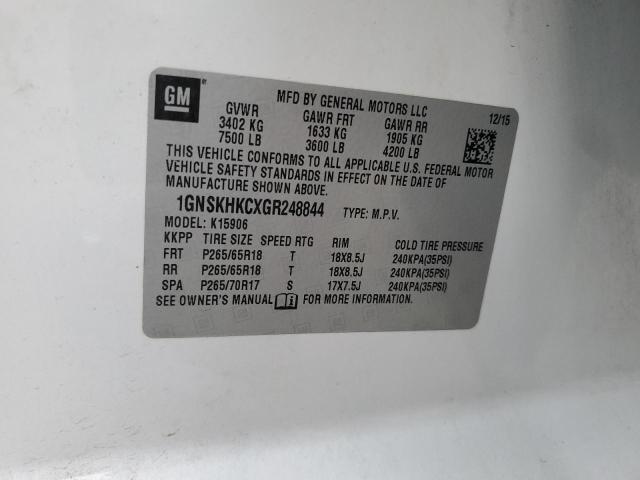 GM
MFD BY GENERAL MOTORS LLC
12/15
GVWR GAWR FRT GAWR RR
3402 KG 1633 KG 1905 KG
7500 LB 3600 LB 4200 LB
THIS VEHICLE CONFORMS TO ALL APPLICABLE U.S. FEDERAL MOTOR
VEHICLE SAFETY STANDARDS IN EFFECT ON THE DATE OF
MANUFACTURE SHOWN ABOVE.
1GNSKHKCXGR248844 TYPE: M.P.V.
MODEL: K15906
KKPP TIRE SIZE SPEED RTG RIM COLD TIRE PRESSURE
FRT P265/65R18 T 18X8.5J 240KPA(35PSI)
RR P265/65R18 T 18X8.5J 240KPA(35PSI)
SPA P265/70R17 S 17X7.5J 240KPA(35PSI)
SEE OWNER'S MANUAL FOR MORE INFORMATION.